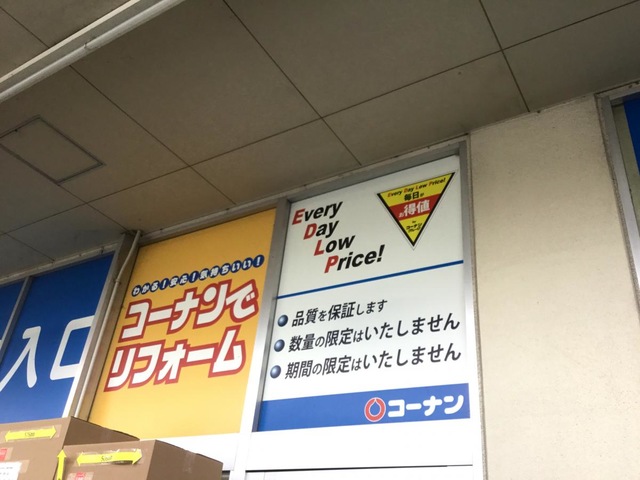 入口
わかる!安心!気持ちいい!
コーナンで
リフォーム
Every
Day
Low
Price!
Every Day Low Price!
毎日が
お得値
コーナン
品質を保証します
数量の限定はいたしません
期間の限定はいたしません
コーナン